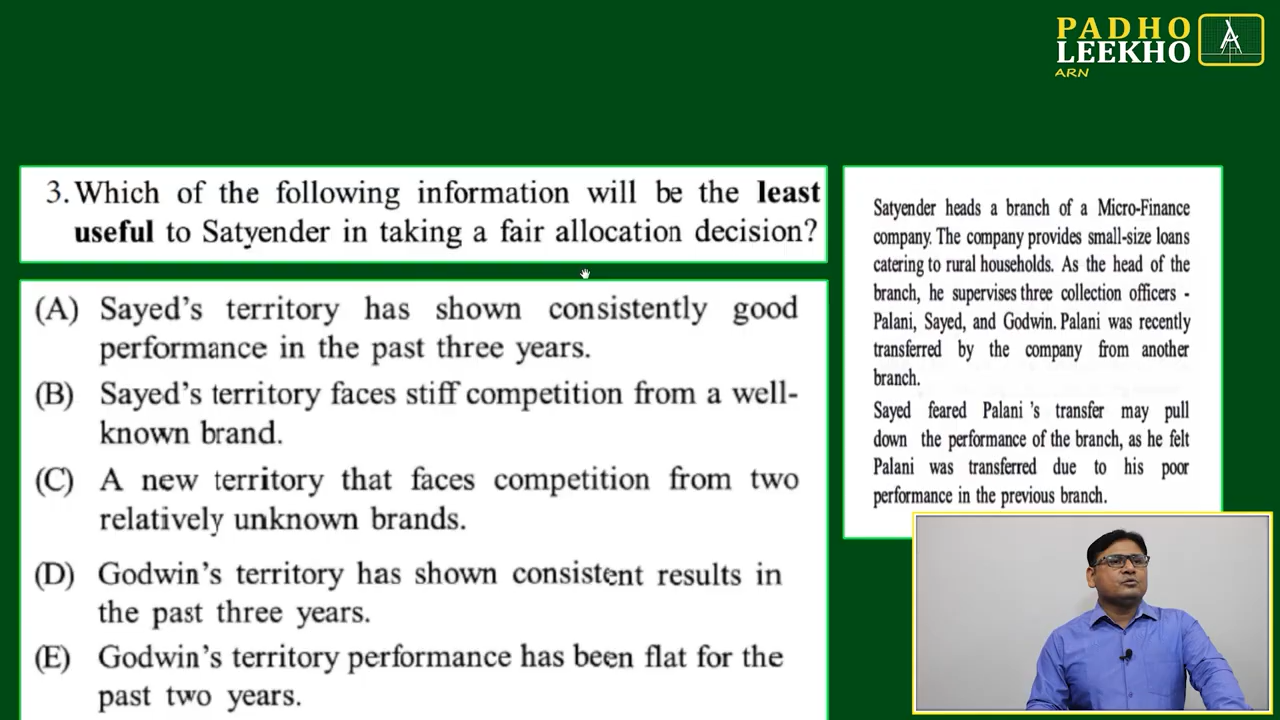 PADHO
LEEKHO
ARN
3. Which of the following information will be the least
useful to Satyender in taking a fair allocation decision?
(A) Sayed's territory has shown consistently good
performance in the past three years.
(B) Sayed's territory faces stiff competition from a well-
known brand.
(C) A new territory that faces competition from two
relatively unknown brands.
(D) Godwin's territory has shown consistent results in
the past three years.
(E) Godwin's territory performance has been flat for the
past two years.
Satyender heads a branch of a Micro-Finance
company. The company provides small-size loans
catering to rural households. As the head of the
branch, he supervises three collection officers -
Palani, Sayed, and Godwin. Palani was recently
transferred by the company from another
branch.
Sayed feared Palani 's transfer may pull
down the performance of the branch, as he felt
Palani was transferred due to his poor
performance in the previous branch.